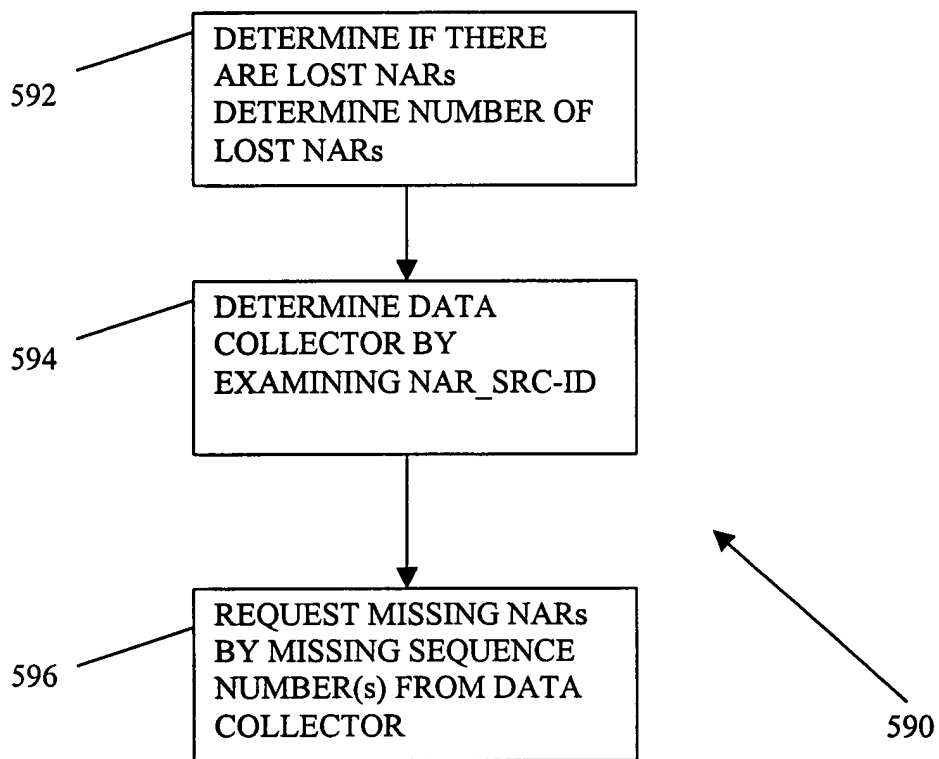 592
DETERMINE IF THERE
ARE LOST NARs
DETERMINE NUMBER OF
LOST NARs
594
DETERMINE DATA
COLLECTOR BY
EXAMINING NAR_SRC-ID
596
REQUEST MISSING NARs
BY MISSING SEQUENCE
NUMBER(s) FROM DATA
COLLECTOR
590